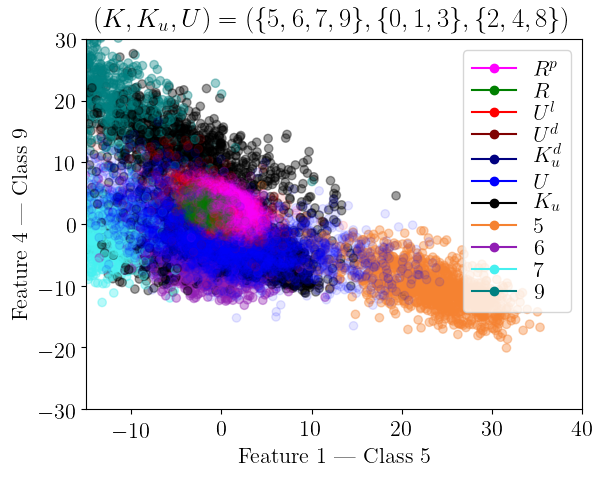 (K, K_u, U) = ({5, 6, 7, 9}, {0, 1, 3}, {2, 4, 8})
30
20
10
0
−10
−20
−30
Feature 4 — Class 9
R^p
R
U^l
U^d
K_u^d
U
K_u
5
6
7
9
−10
0
10
20
30
40
Feature 1 — Class 5